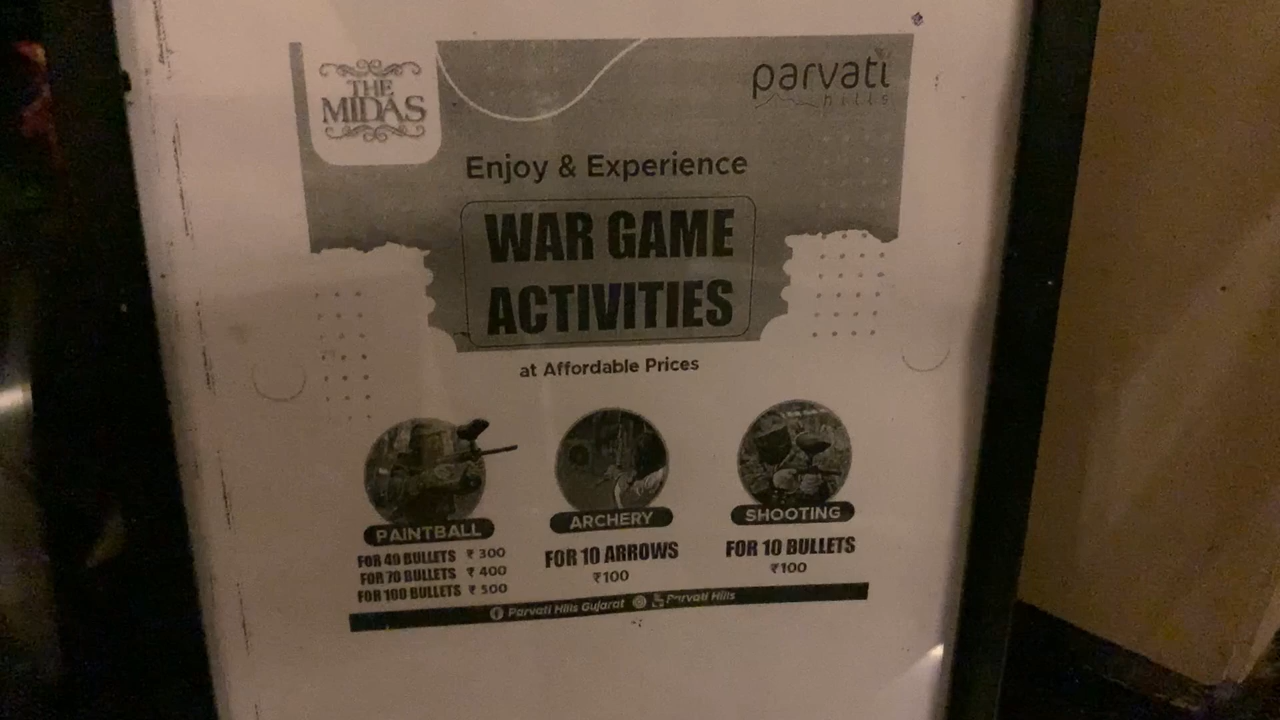 THE
MIDAS
parvati
hills
Enjoy & Experience
WAR GAME
ACTIVITIES
at Affordable Prices
PAINTBALL
FOR 40 BULLETS ₹ 300
FOR 70 BULLETS ₹ 400
FOR 100 BULLETS ₹ 500
ARCHERY
FOR 10 ARROWS
₹100
SHOOTING
FOR 10 BULLETS
₹100
Parvati Hills Gujarat Parvati Hills